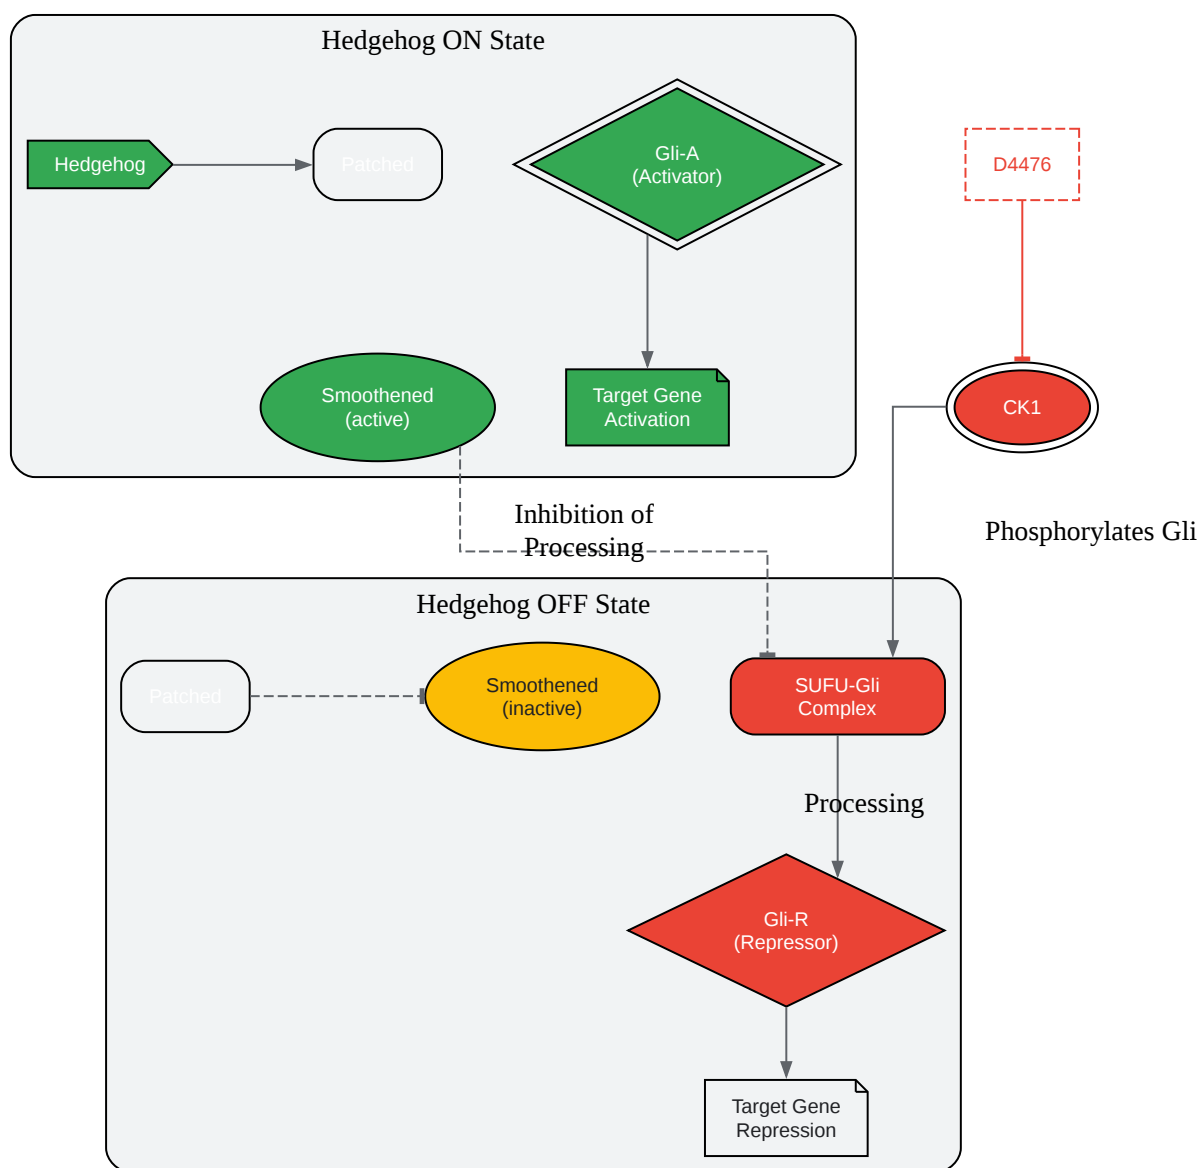 Hedgehog ON State
Hedgehog
Patched
Gli-A
(Activator)
D4476
Smoothened
(active)
Target Gene
Activation
CK1
Inhibition of
Processing
Phosphorylates Gli
Hedgehog OFF State
Patched
Smoothened
(inactive)
SUFU-Gli
Complex
Processing
Gli-R
(Repressor)
Target Gene
Repression